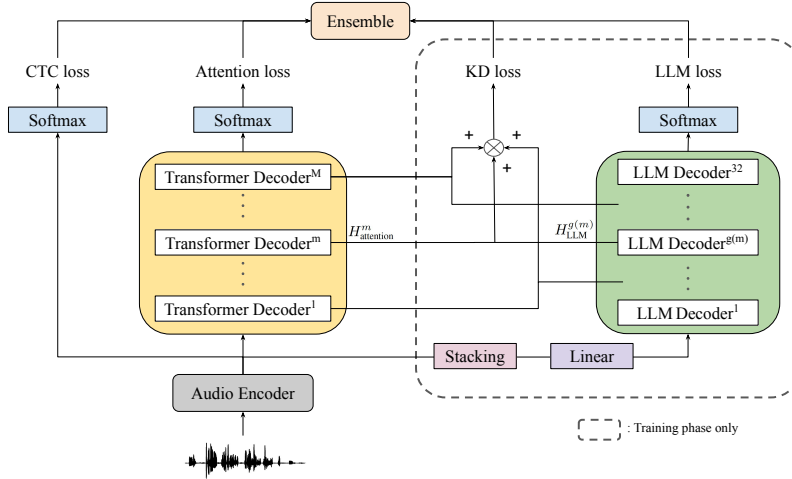 Ensemble
CTC loss
Attention loss
KD loss
LLM loss
Softmax
Softmax
Softmax
+
+
+
Transformer Decoder^M
LLM Decoder^32
Transformer Decoder^m
H^m_attention
H^g(m)_LLM
LLM Decoder^g(m)
Transformer Decoder^1
LLM Decoder^1
Stacking
Linear
Audio Encoder
: Training phase only